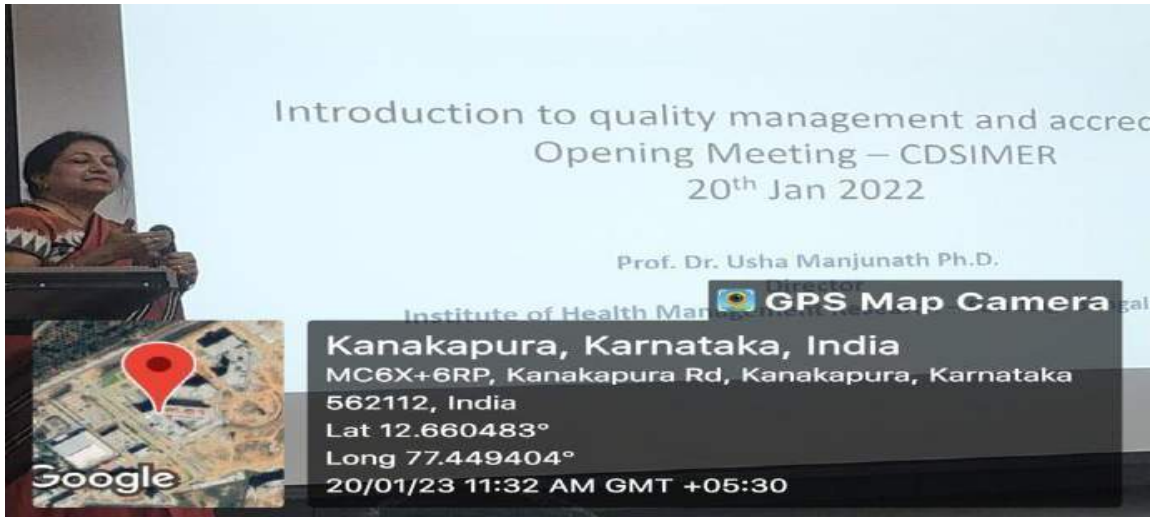 Introduction to quality management and accred
Opening Meeting – CDSIMER
20th Jan 2022
Prof. Dr. Usha Manjunath Ph.D.
Director
Institute of Health
GPS Map Camera
Kanakapura, Karnataka, India
MC6X+6RP, Kanakapura Rd, Kanakapura, Karnataka
562112, India
Lat 12.660483°
Long 77.449404°
20/01/23 11:32 AM GMT +05:30
Google